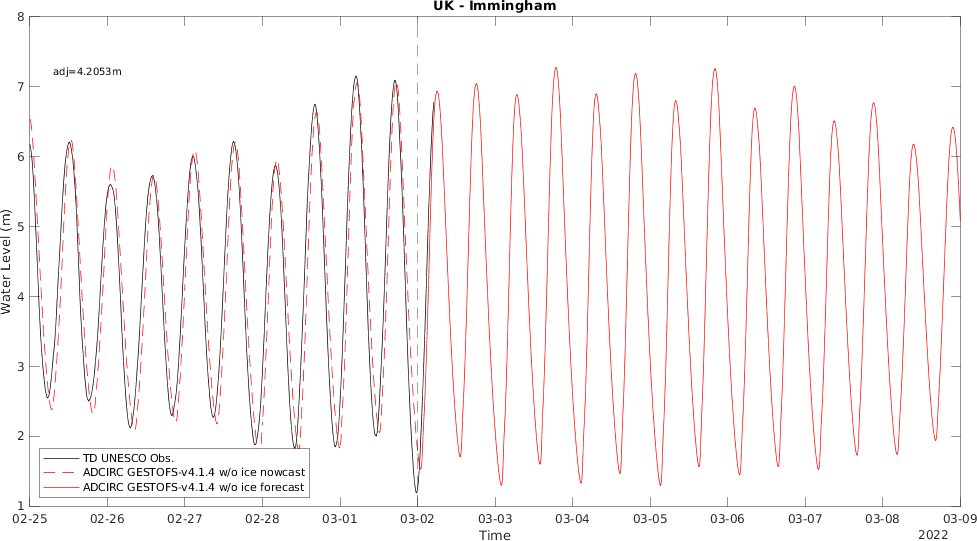 UK - Immingham
8
7
6
5
4
3
2
1
Water Level (m)
adj=4.2053m
TD UNESCO Obs.
ADCIRC GESTOFS-v4.1.4 w/o ice nowcast
ADCIRC GESTOFS-v4.1.4 w/o ice forecast
02-25 02-26 02-27 02-28 03-01 03-02 03-03 03-04 03-05 03-06 03-07 03-08 03-09
Time
2022